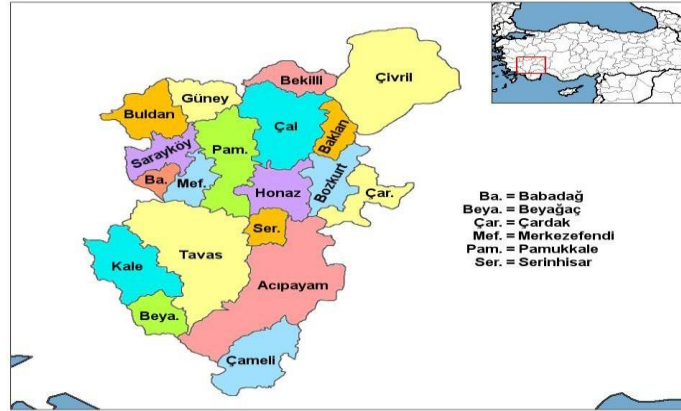 Bekilli
Çivril
Güney
Buldan
Çal
Baklan
Sarayköy
Pam.
Ba.
Mef.
Honaz
Bozkurt
Çar.
Ser.
Tavas
Kale
Acıpayam
Beya.
Çameli
Ba. = Babadağ
Beya. = Beyağaç
Çar. = Çardak
Mef. = Merkezefendi
Pam. = Pamukkale
Ser. = Serinhisar